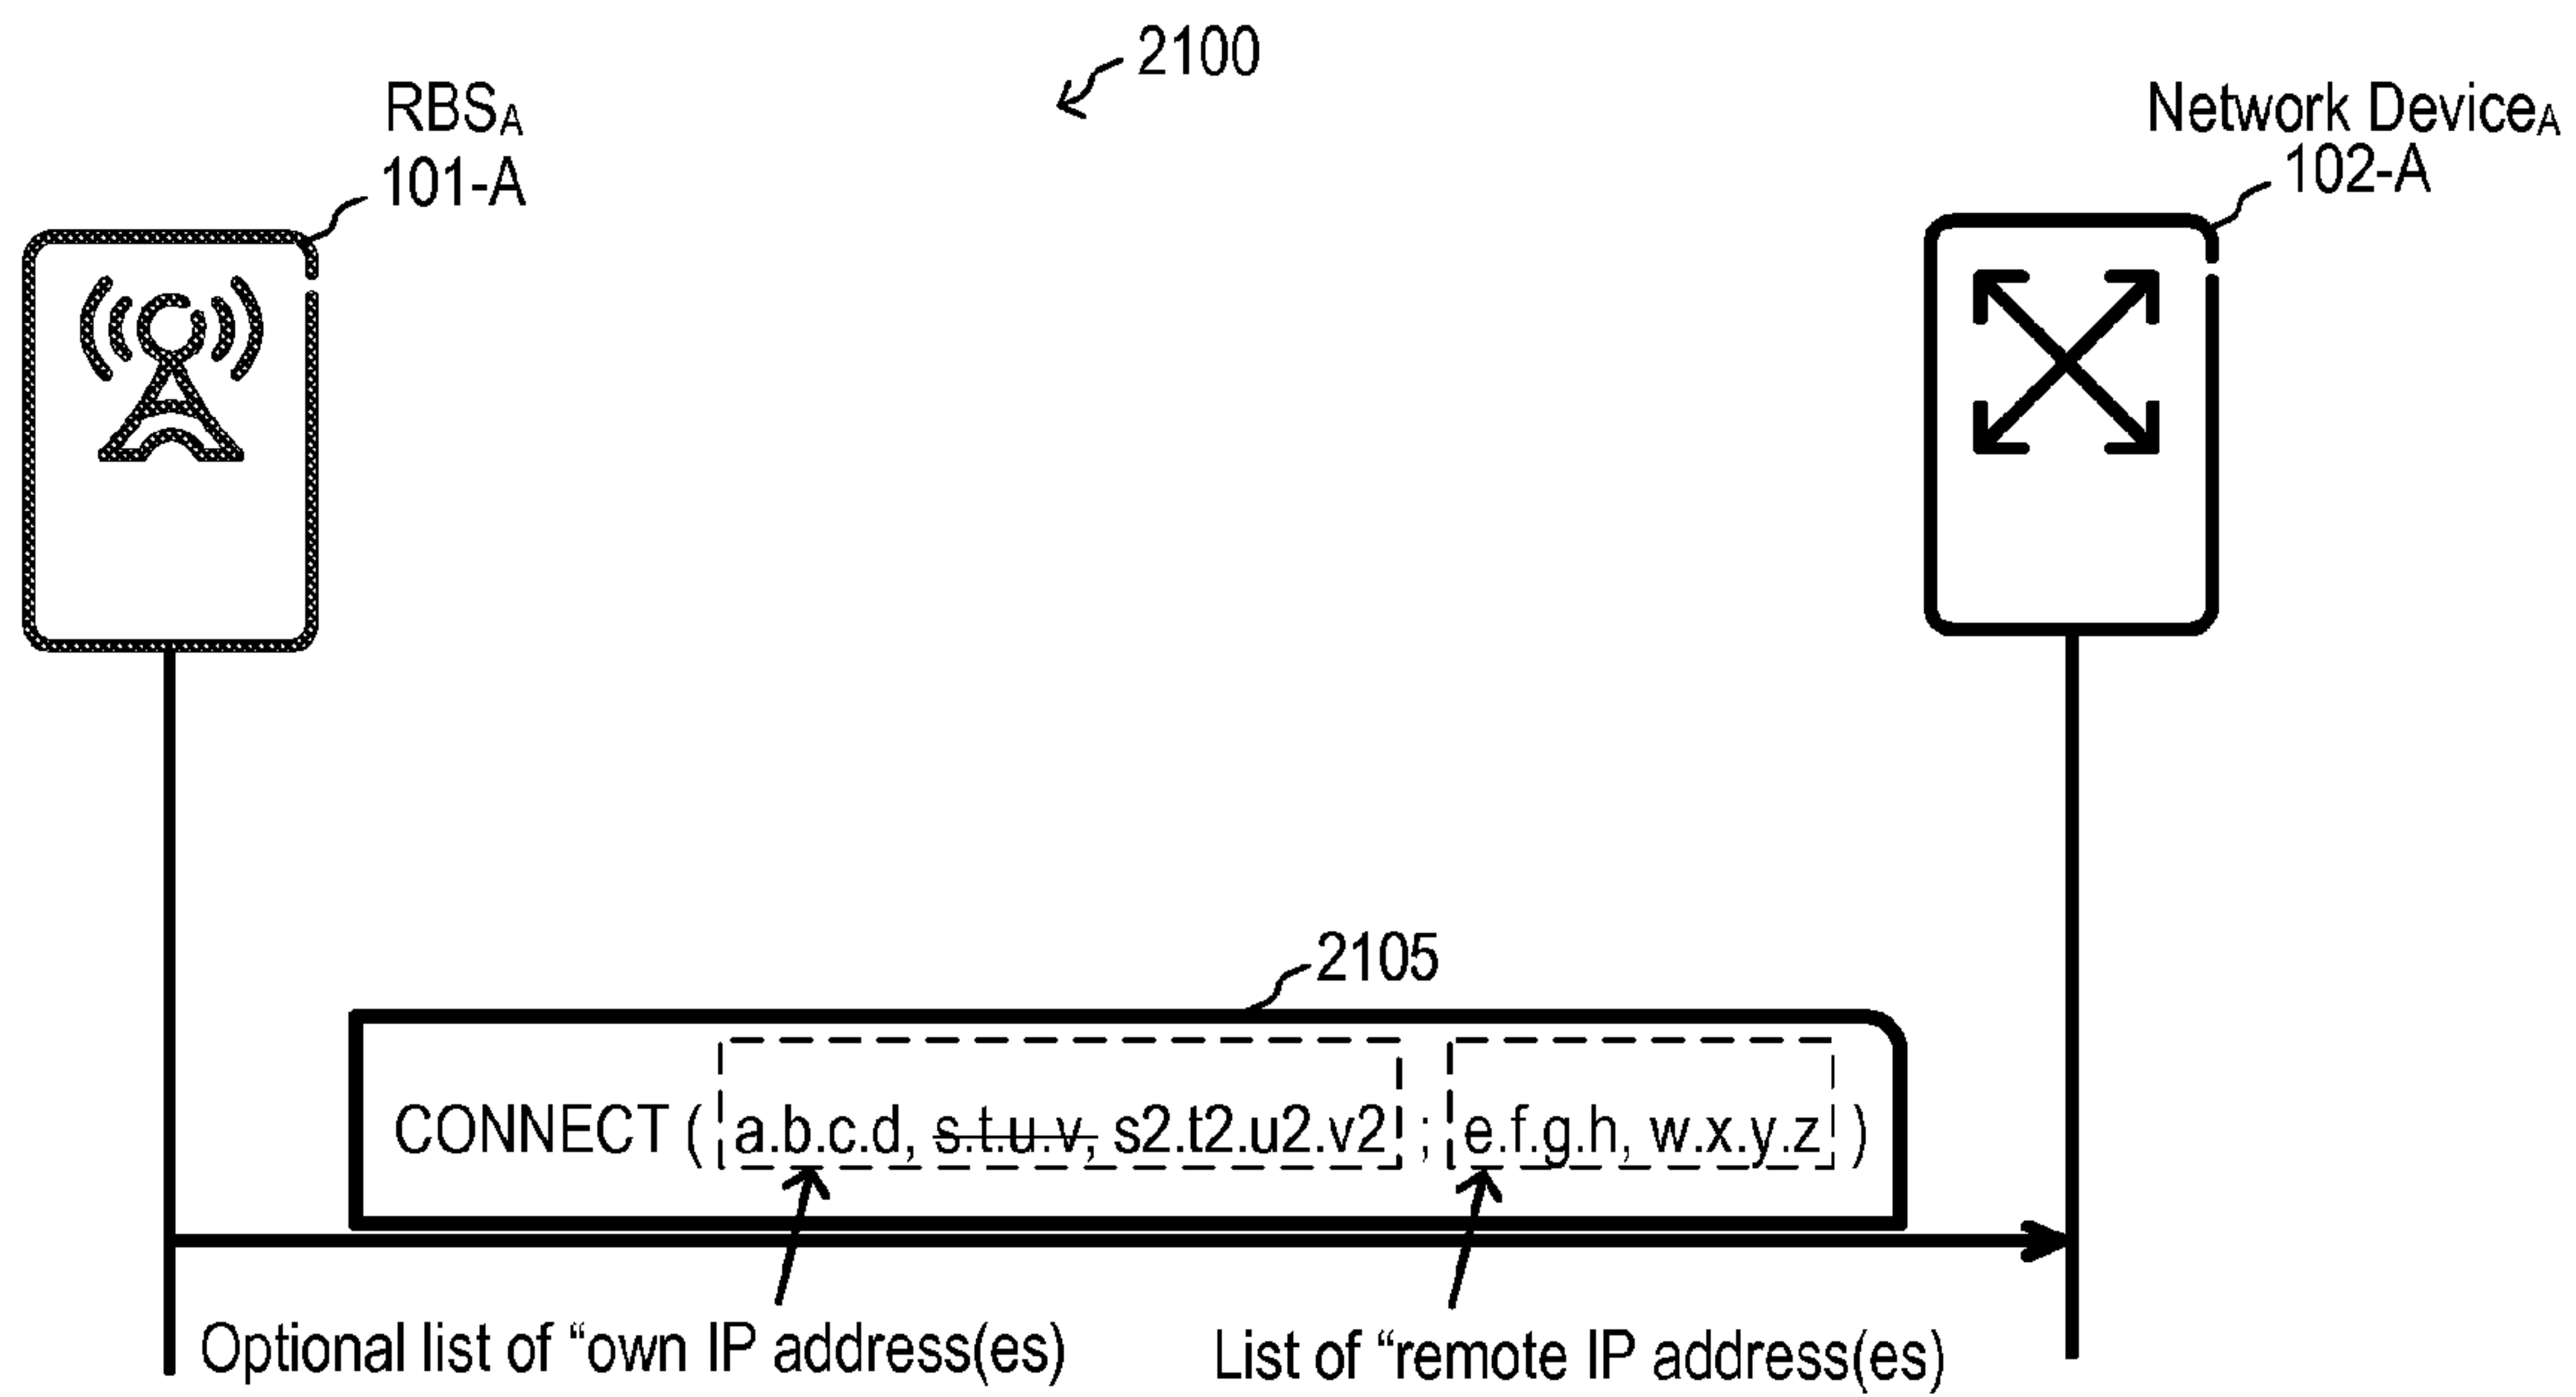 2100
RBSA
101-A
Network DeviceA
102-A
2105
CONNECT ( a.b.c.d, s.t.u.v, s2.t2.u2.v2 ; e.f.g.h, w.x.y.z )
Optional list of “own IP address(es)
List of “remote IP address(es)